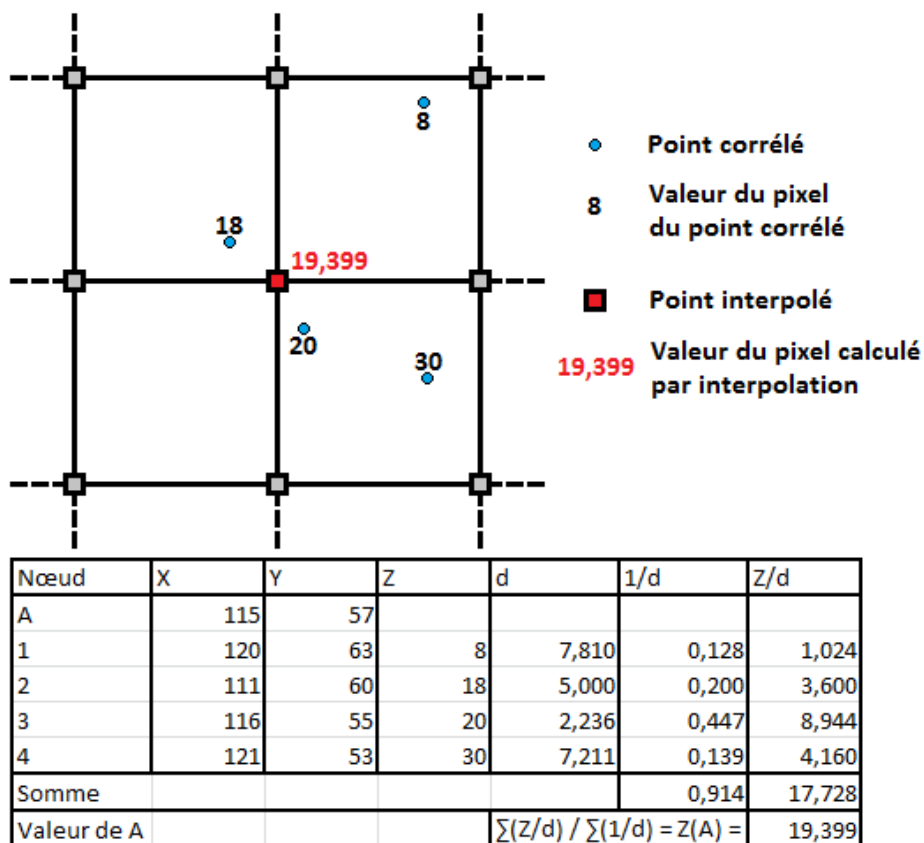 8
18
19,399
20
30
Point corrélé
8 Valeur du pixel
du point corrélé
Point interpolé
19,399 Valeur du pixel calculé
par interpolation
Nœud X Y Z d 1/d Z/d
A 115 57
1 120 63 8 7,810 0,128 1,024
2 111 60 18 5,000 0,200 3,600
3 116 55 20 2,236 0,447 8,944
4 121 53 30 7,211 0,139 4,160
Somme 0,914 17,728
Valeur de A ∑(Z/d) / ∑(1/d) = Z(A) = 19,399